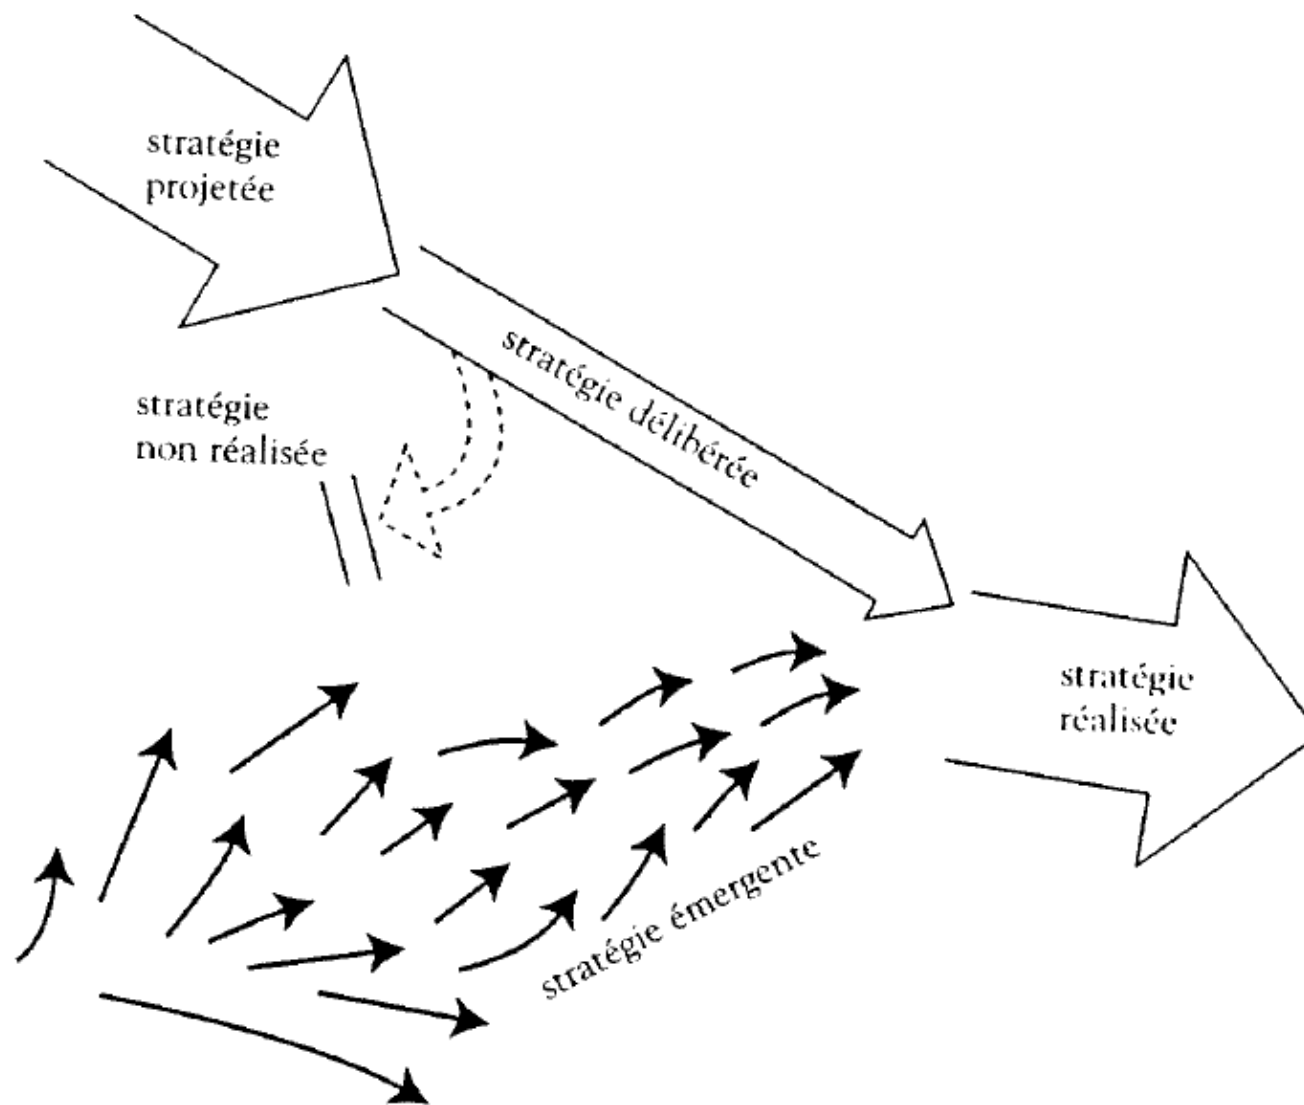 stratégie
projetée
stratégie délibérée
stratégie
non réalisée
stratégie
réalisée
stratégie émergente